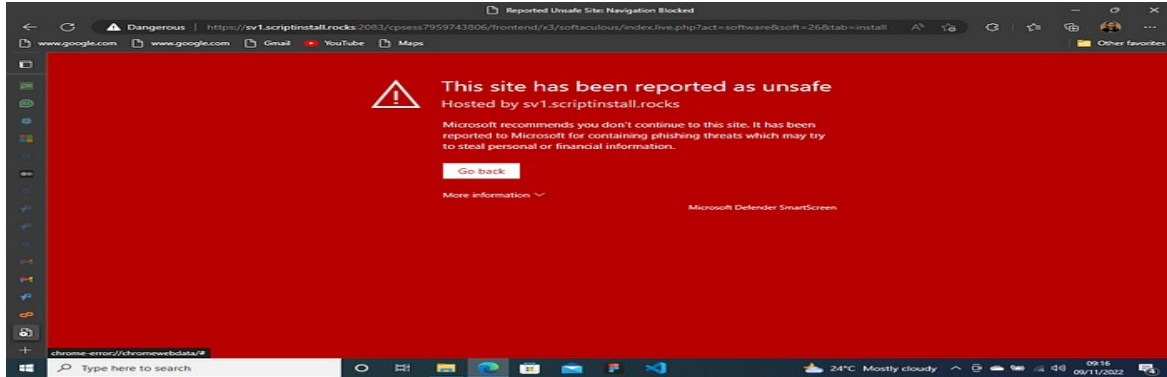 Reported Unsafe Site: Navigation Blocked
Dangerous | https://sv1.scriptinstall.rocks:2083/cpsess7959743806/frontend/x3/softaculous/index.live.php?act=software&soft=26&tab=install
www.google.com www.google.com Gmail YouTube Maps Other favorites
This site has been reported as unsafe
Hosted by sv1.scriptinstall.rocks
Microsoft recommends you don't continue to this site. It has been
reported to Microsoft for containing phishing threats which may try
to steal personal or financial information.
Go back
More information
Microsoft Defender SmartScreen
chrome-error://chromewebdata/#
Type here to search
24°C Mostly cloudy
09:16
09/11/2022